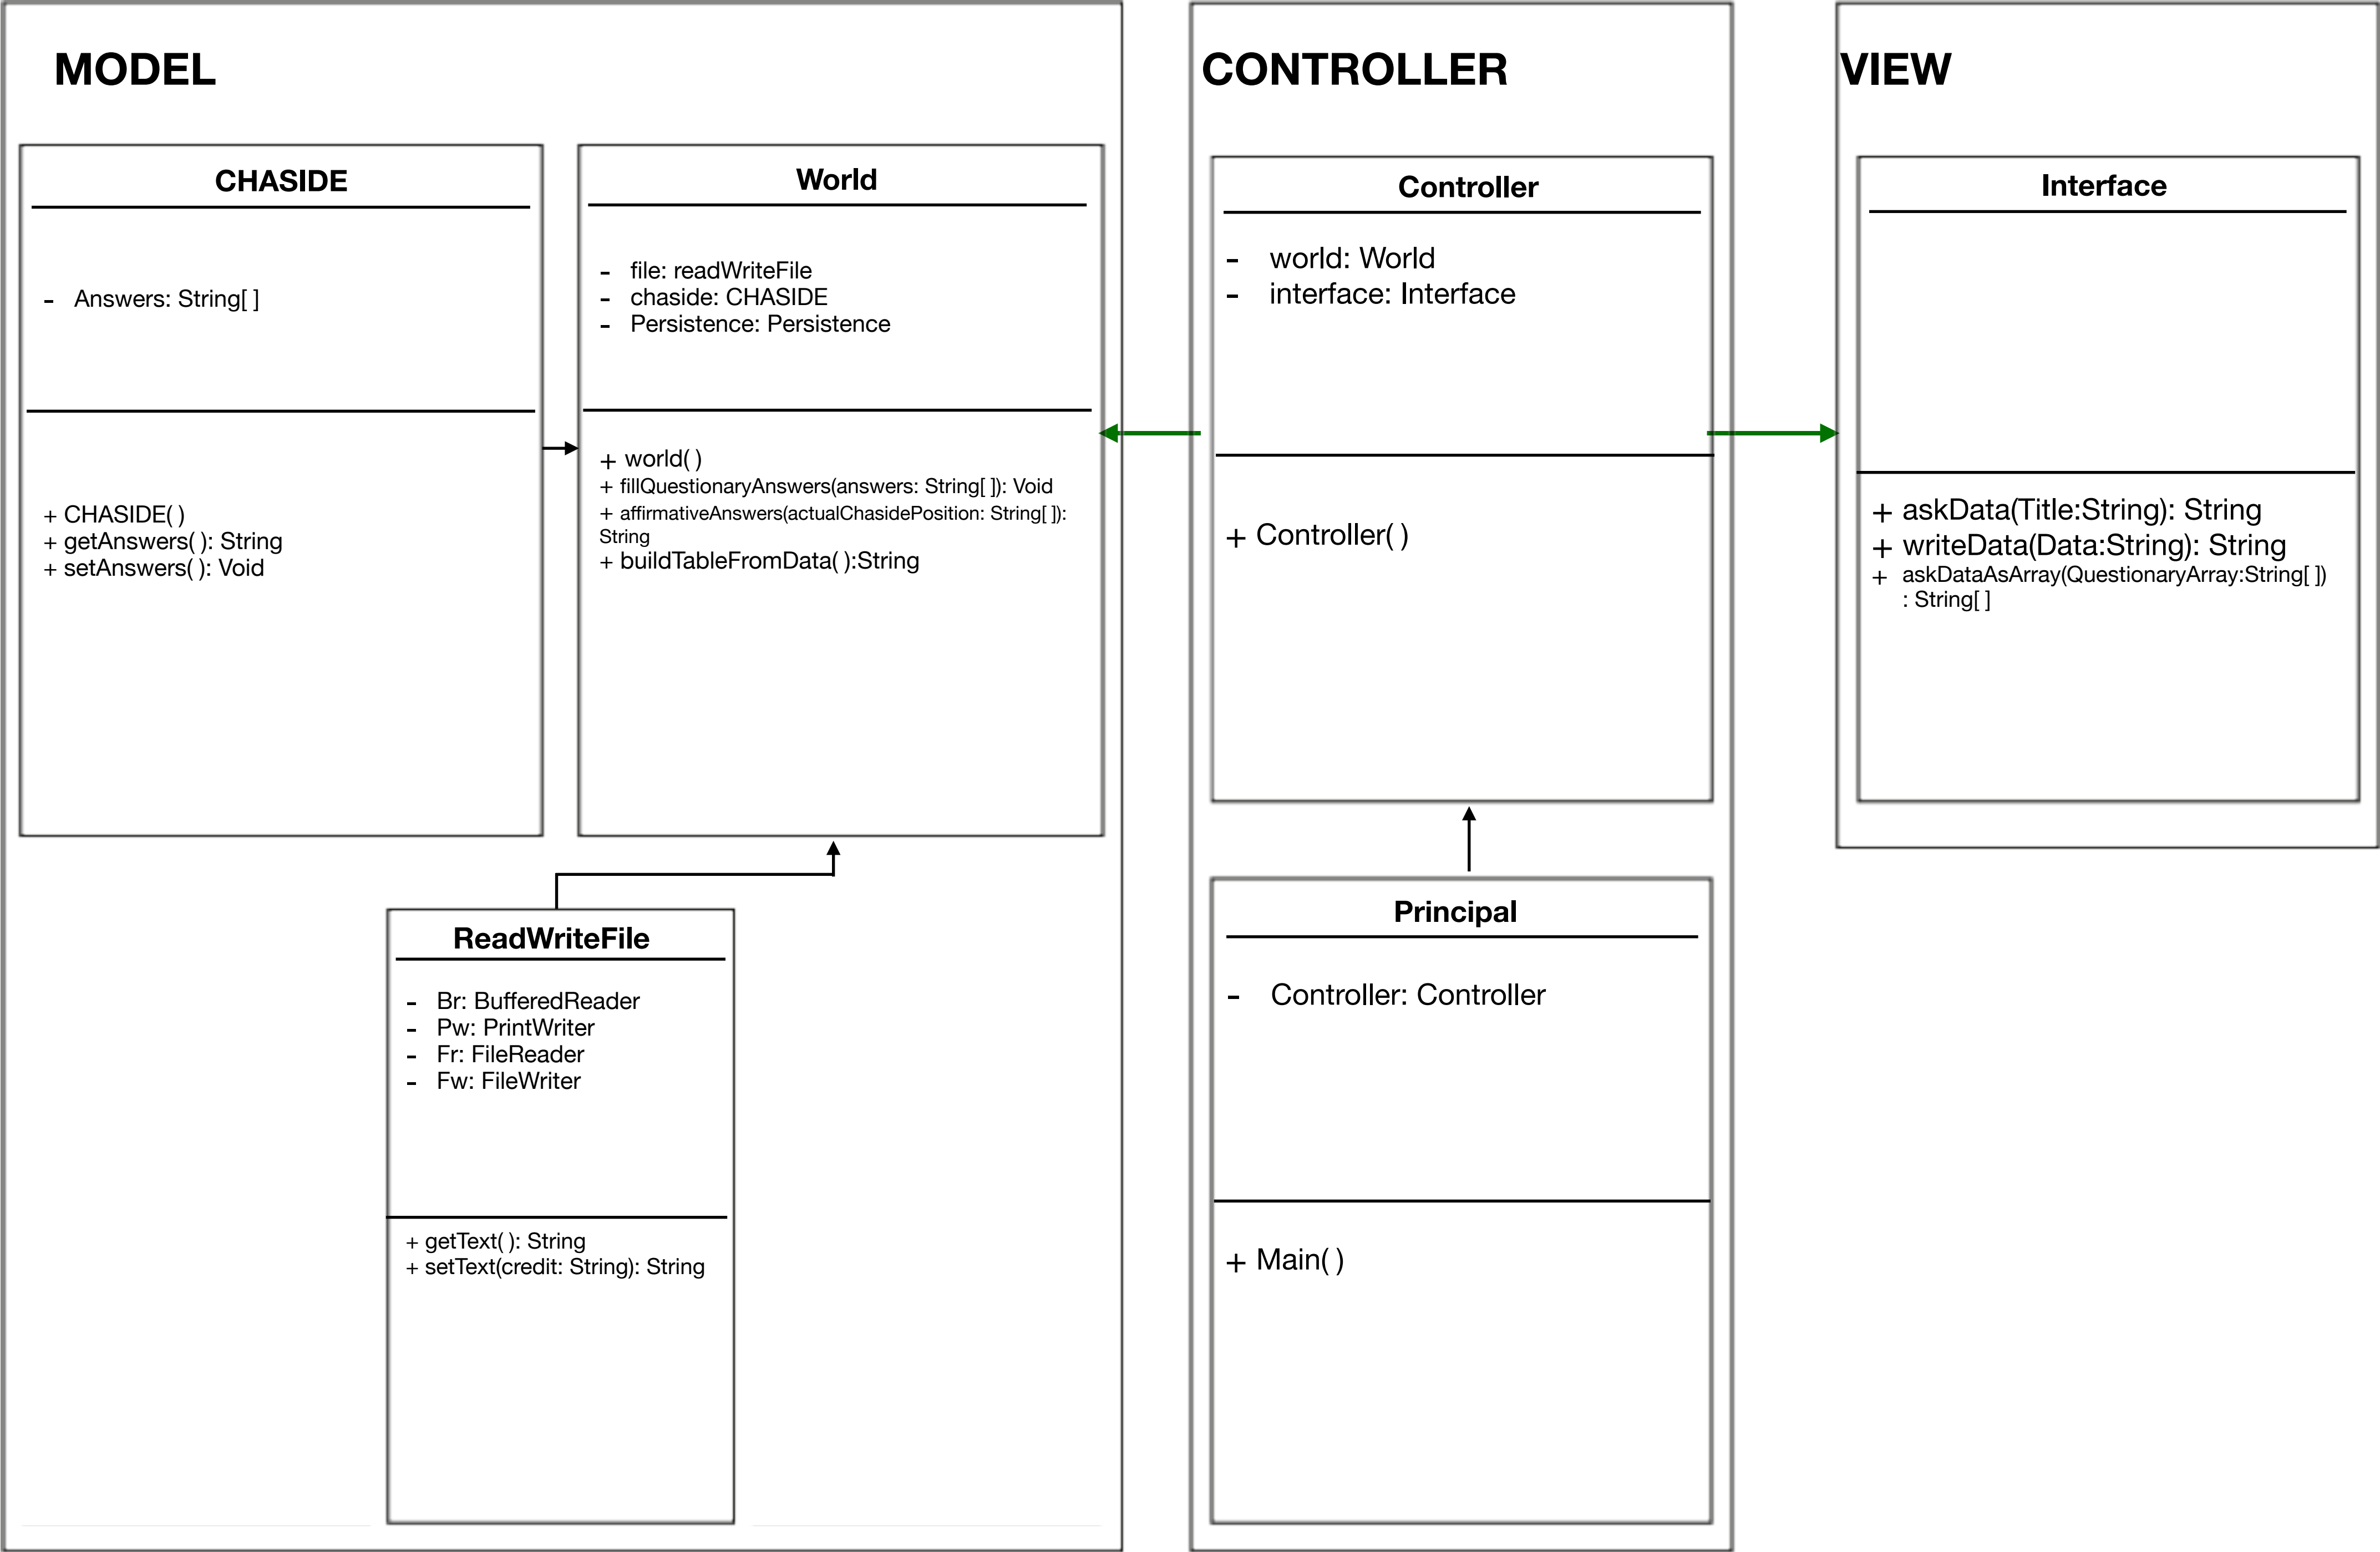 MODEL
CHASIDE
- Answers: String[ ]
+ CHASIDE( )
+ getAnswers( ): String
+ setAnswers( ): Void
World
- file: readWriteFile
- chaside: CHASIDE
- Persistence: Persistence
+ world( )
+ fillQuestionaryAnswers(answers: String[ ]): Void
+ affirmativeAnswers(actualChasidePosition: String[ ]):
String
+ buildTableFromData( ):String
ReadWriteFile
- Br: BufferedReader
- Pw: PrintWriter
- Fr: FileReader
- Fw: FileWriter
+ getText( ): String
+ setText(credit: String): String
CONTROLLER
Controller
- world: World
- interface: Interface
+ Controller( )
Principal
- Controller: Controller
+ Main( )
VIEW
Interface
+ askData(Title:String): String
+ writeData(Data:String): String
+ askDataAsArray(QuestionaryArray:String[ ])
: String[ ]